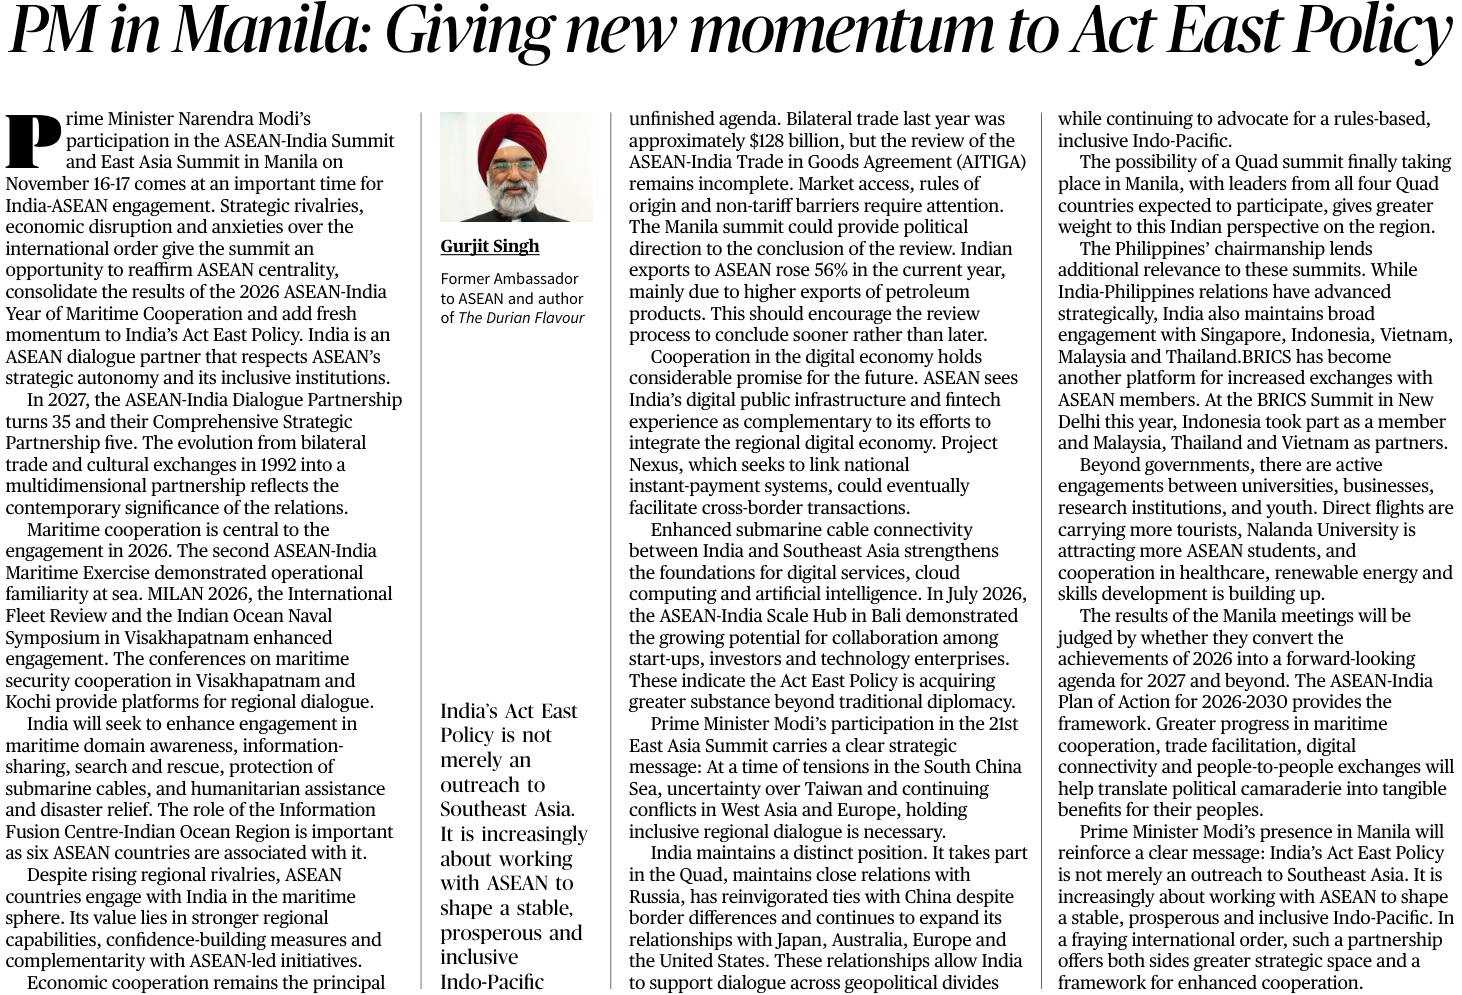 PM in Manila: Giving new momentum to Act East Policy
Prime Minister Narendra Modi’s
participation in the ASEAN-India Summit
and East Asia Summit in Manila on
November 16-17 comes at an important time for
India-ASEAN engagement. Strategic rivalries,
economic disruption and anxieties over the
international order give the summit an
opportunity to reaffirm ASEAN centrality,
consolidate the results of the 2026 ASEAN-India
Year of Maritime Cooperation and add fresh
momentum to India’s Act East Policy. India is an
ASEAN dialogue partner that respects ASEAN’s
strategic autonomy and its inclusive institutions.
In 2027, the ASEAN-India Dialogue Partnership
turns 35 and their Comprehensive Strategic
Partnership five. The evolution from bilateral
trade and cultural exchanges in 1992 into a
multidimensional partnership reflects the
contemporary significance of the relations.
Maritime cooperation is central to the
engagement in 2026. The second ASEAN-India
Maritime Exercise demonstrated operational
familiarity at sea. MILAN 2026, the International
Fleet Review and the Indian Ocean Naval
Symposium in Visakhapatnam enhanced
engagement. The conferences on maritime
security cooperation in Visakhapatnam and
Kochi provide platforms for regional dialogue.
India will seek to enhance engagement in
maritime domain awareness, information-
sharing, search and rescue, protection of
submarine cables, and humanitarian assistance
and disaster relief. The role of the Information
Fusion Centre-Indian Ocean Region is important
as six ASEAN countries are associated with it.
Despite rising regional rivalries, ASEAN
countries engage with India in the maritime
sphere. Its value lies in stronger regional
capabilities, confidence-building measures and
complementarity with ASEAN-led initiatives.
Economic cooperation remains the principal
Gurjit Singh
Former Ambassador
to ASEAN and author
of The Durian Flavour
India’s Act East
Policy is not
merely an
outreach to
Southeast Asia.
It is increasingly
about working
with ASEAN to
shape a stable,
prosperous and
inclusive
Indo-Pacific
unfinished agenda. Bilateral trade last year was
approximately $128 billion, but the review of the
ASEAN-India Trade in Goods Agreement (AITIGA)
remains incomplete. Market access, rules of
origin and non-tariff barriers require attention.
The Manila summit could provide political
direction to the conclusion of the review. Indian
exports to ASEAN rose 56% in the current year,
mainly due to higher exports of petroleum
products. This should encourage the review
process to conclude sooner rather than later.
Cooperation in the digital economy holds
considerable promise for the future. ASEAN sees
India’s digital public infrastructure and fintech
experience as complementary to its efforts to
integrate the regional digital economy. Project
Nexus, which seeks to link national
instant-payment systems, could eventually
facilitate cross-border transactions.
Enhanced submarine cable connectivity
between India and Southeast Asia strengthens
the foundations for digital services, cloud
computing and artificial intelligence. In July 2026,
the ASEAN-India Scale Hub in Bali demonstrated
the growing potential for collaboration among
start-ups, investors and technology enterprises.
These indicate the Act East Policy is acquiring
greater substance beyond traditional diplomacy.
Prime Minister Modi’s participation in the 21st
East Asia Summit carries a clear strategic
message: At a time of tensions in the South China
Sea, uncertainty over Taiwan and continuing
conflicts in West Asia and Europe, holding
inclusive regional dialogue is necessary.
India maintains a distinct position. It takes part
in the Quad, maintains close relations with
Russia, has reinvigorated ties with China despite
border differences and continues to expand its
relationships with Japan, Australia, Europe and
the United States. These relationships allow India
to support dialogue across geopolitical divides
while continuing to advocate for a rules-based,
inclusive Indo-Pacific.
The possibility of a Quad summit finally taking
place in Manila, with leaders from all four Quad
countries expected to participate, gives greater
weight to this Indian perspective on the region.
The Philippines’ chairmanship lends
additional relevance to these summits. While
India-Philippines relations have advanced
strategically, India also maintains broad
engagement with Singapore, Indonesia, Vietnam,
Malaysia and Thailand.BRICS has become
another platform for increased exchanges with
ASEAN members. At the BRICS Summit in New
Delhi this year, Indonesia took part as a member
and Malaysia, Thailand and Vietnam as partners.
Beyond governments, there are active
engagements between universities, businesses,
research institutions, and youth. Direct flights are
carrying more tourists, Nalanda University is
attracting more ASEAN students, and
cooperation in healthcare, renewable energy and
skills development is building up.
The results of the Manila meetings will be
judged by whether they convert the
achievements of 2026 into a forward-looking
agenda for 2027 and beyond. The ASEAN-India
Plan of Action for 2026-2030 provides the
framework. Greater progress in maritime
cooperation, trade facilitation, digital
connectivity and people-to-people exchanges will
help translate political camaraderie into tangible
benefits for their peoples.
Prime Minister Modi’s presence in Manila will
reinforce a clear message: India’s Act East Policy
is not merely an outreach to Southeast Asia. It is
increasingly about working with ASEAN to shape
a stable, prosperous and inclusive Indo-Pacific. In
a fraying international order, such a partnership
offers both sides greater strategic space and a
framework for enhanced cooperation.